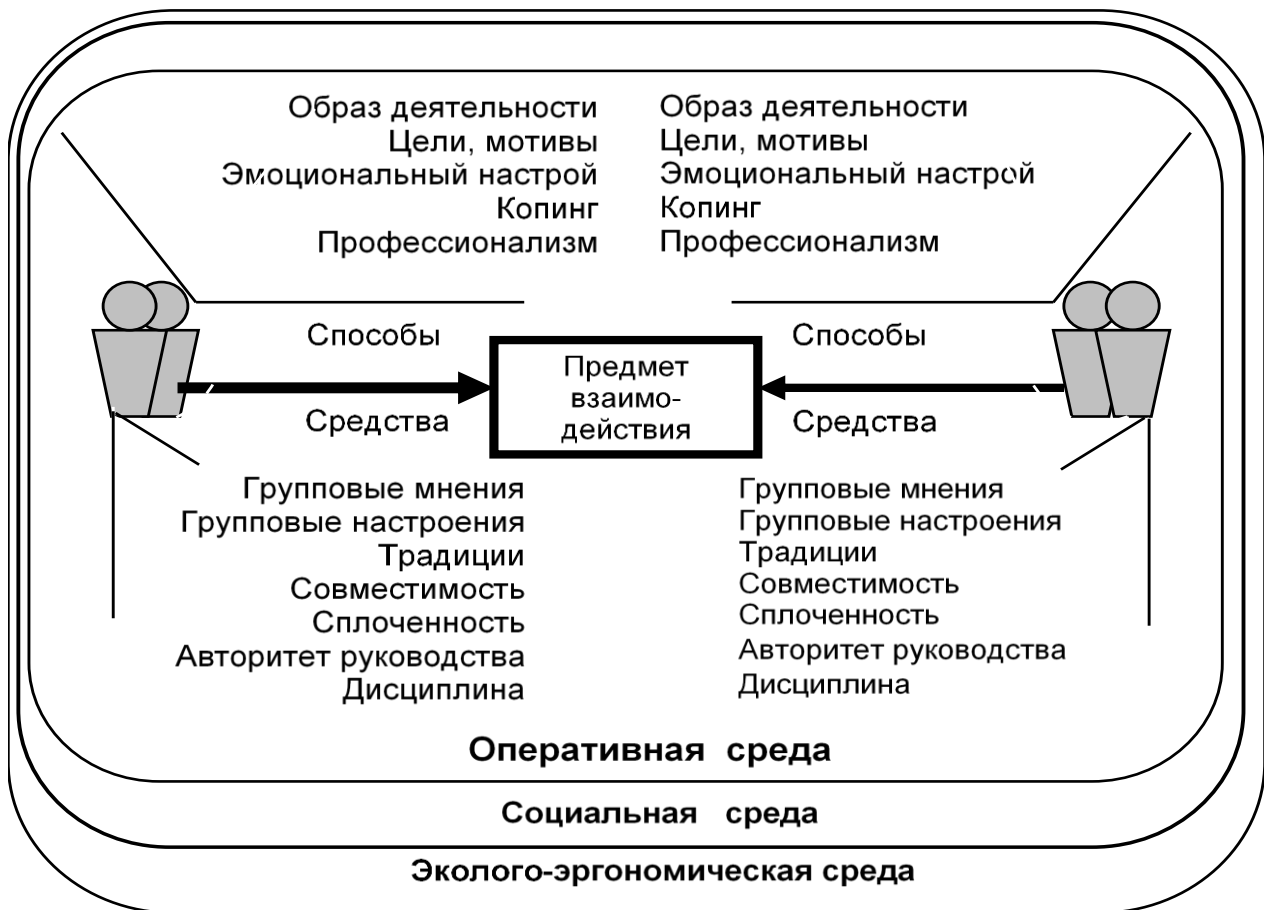 Образ деятельности
Цели, мотивы
Эмоциональный настрой
Копинг
Профессионализм
Образ деятельности
Цели, мотивы
Эмоциональный настрой
Копинг
Профессионализм
Способы
Средства
Предмет
взаимо-
действия
Способы
Средства
Групповые мнения
Групповые настроения
Традиции
Совместимость
Сплоченность
Авторитет руководства
Дисциплина
Групповые мнения
Групповые настроения
Традиции
Совместимость
Сплоченность
Авторитет руководства
Дисциплина
Оперативная среда
Социальная среда
Эколого-эргономическая среда